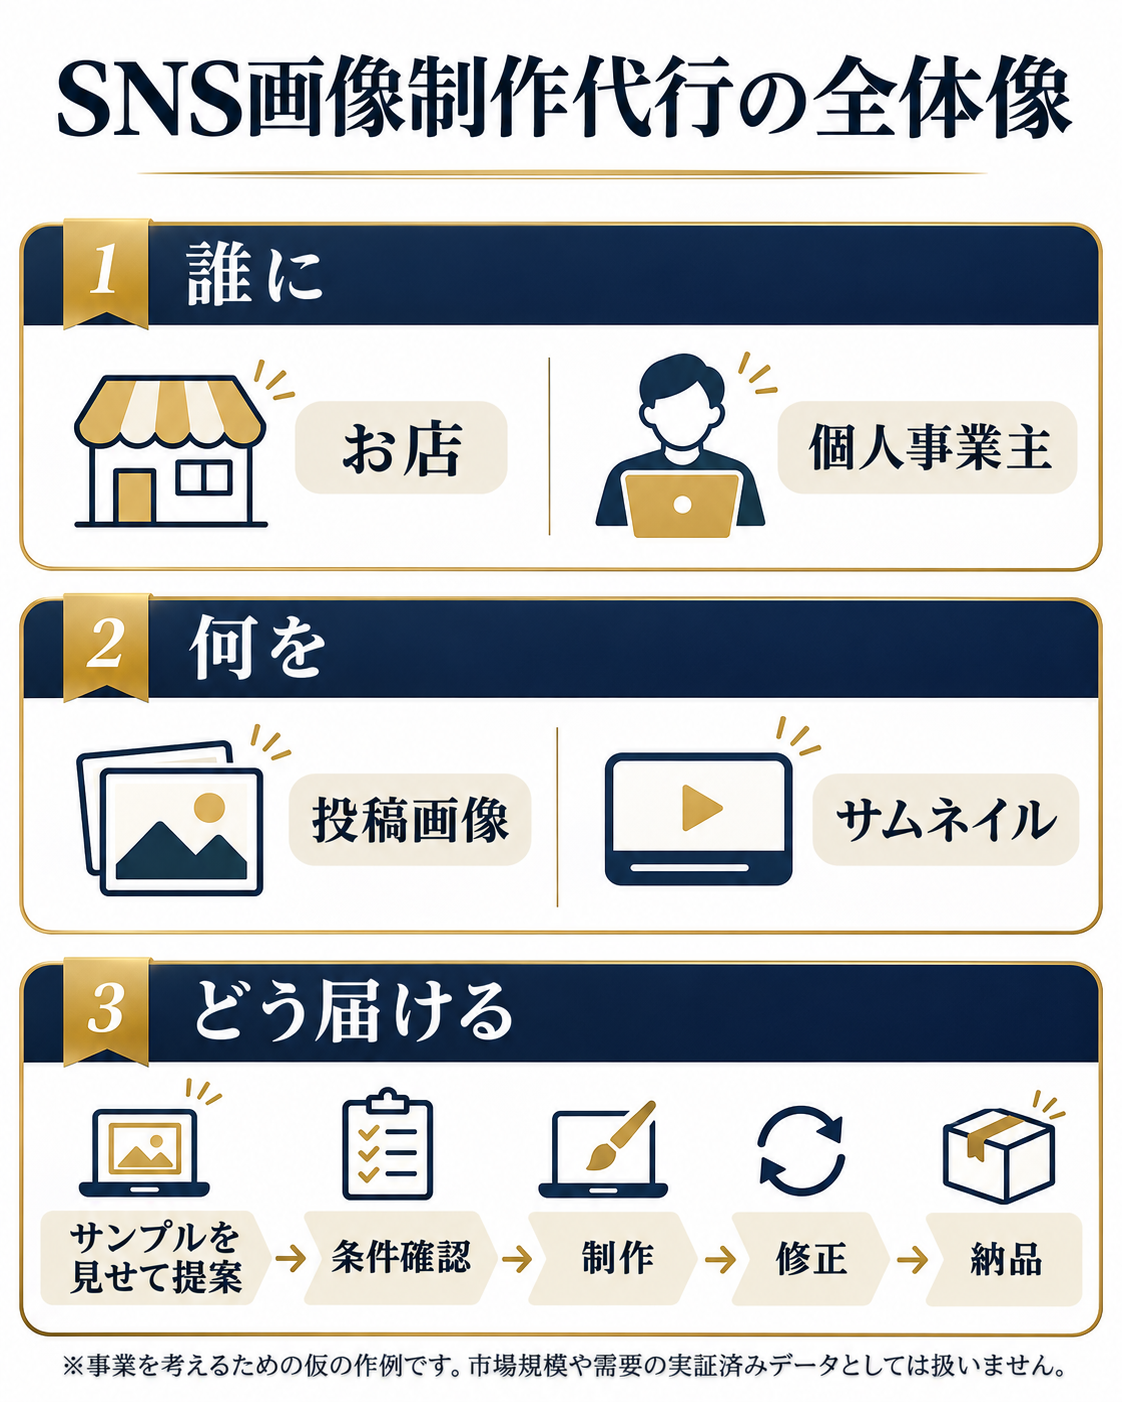 SNS画像制作代行の全体像
1 誰に
お店
個人事業主
2 何を
投稿画像
サムネイル
3 どう届ける
サンプルを
見せて提案
条件確認
制作
修正
納品
※事業を考えるための仮の作例です。市場規模や需要の実証済みデータとしては扱いません。